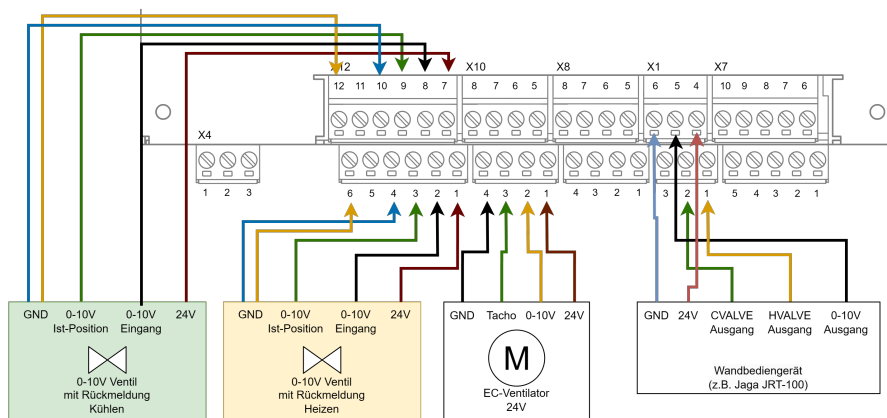 X12 X10 X8 X1 X7
12 11 10 9 8 7 8 7 6 5 8 7 6 5 6 5 4 10 9 8 7 6
X4
1 2 3 6 5 4 3 2 1 4 3 2 1 4 3 2 1 3 2 1 5 4 3 2 1
GND 0-10V 0-10V 24V
Ist-Position Eingang
0-10V Ventil
mit Rückmeldung
Kühlen
GND 0-10V 0-10V 24V
Ist-Position Eingang
0-10V Ventil
mit Rückmeldung
Heizen
GND Tacho 0-10V 24V
M
EC-Ventilator
24V
GND 24V CVALVE HVALVE 0-10V
Ausgang Ausgang Ausgang
Wandbediengerät
(z.B. Jaga JRT-100)